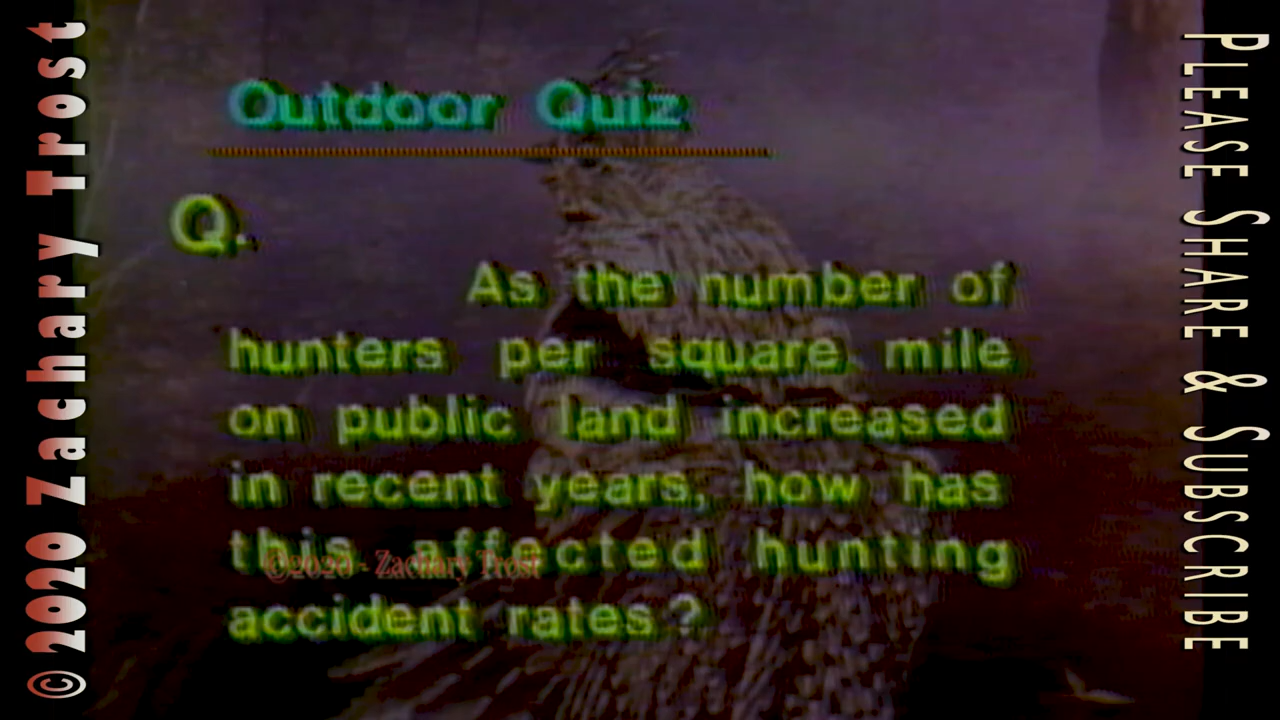 © 2020 Zachary Trost
Outdoor Quiz
Q.
As the number of
hunters per square mile
on public land increased
in recent years, how has
this affected hunting
©2020 - Zachary Trost
accident rates?
PLEASE SHARE & SUBSCRIBE